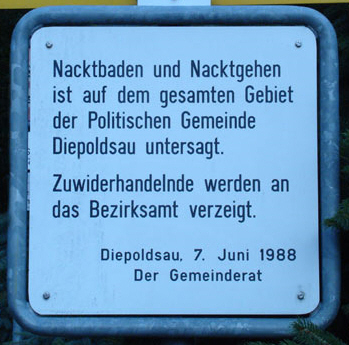 Nacktbaden und Nacktgehen
ist auf dem gesamten Gebiet
der Politischen Gemeinde
Diepoldsau untersagt.
Zuwiderhandelnde werden an
das Bezirksamt verzeigt.
Diepoldsau, 7. Juni 1988
Der Gemeinderat